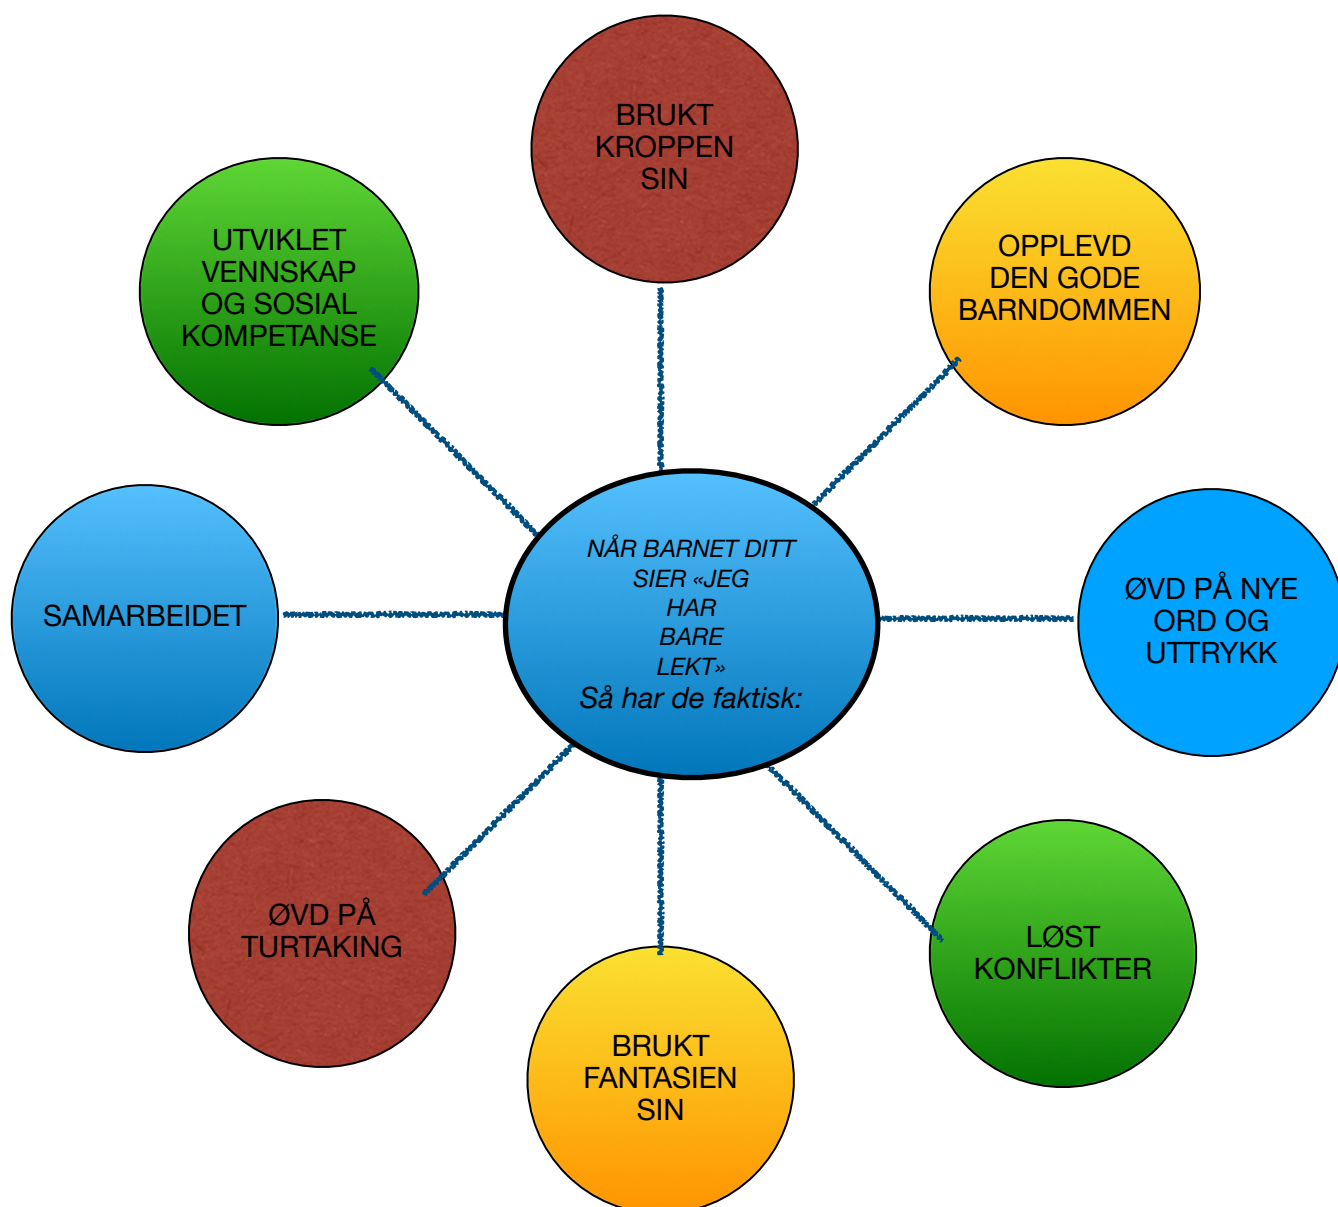 BRUKT
KROPPEN
SIN
UTVIKLET
VENNSKAP
OG SOSIAL
KOMPETANSE
OPPLEVD
DEN GODE
BARNDOMMEN
NÅR BARNET DITT
SIER «JEG
HAR
BARE
LEKT»
Så har de faktisk:
SAMARBEIDET
ØVD PÅ NYE
ORD OG
UTTRYKK
ØVD PÅ
TURTAKING
LØST
KONFLIKTER
BRUKT
FANTASIEN
SIN